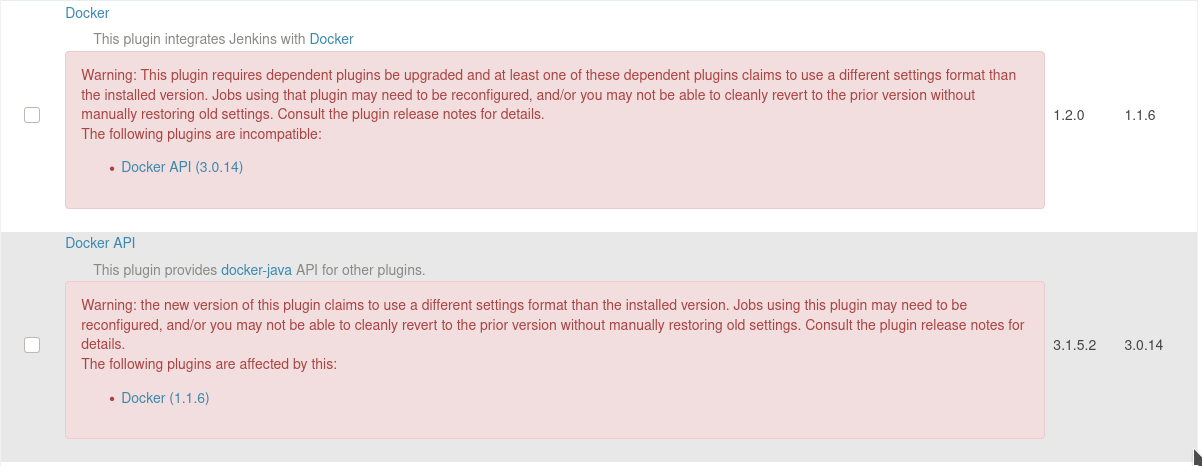 Docker
This plugin integrates Jenkins with Docker
Warning: This plugin requires dependent plugins be upgraded and at least one of these dependent plugins claims to use a different settings format than
the installed version. Jobs using that plugin may need to be reconfigured, and/or you may not be able to cleanly revert to the prior version without
manually restoring old settings. Consult the plugin release notes for details.
The following plugins are incompatible:
• Docker API (3.0.14)
1.2.0 1.1.6
Docker API
This plugin provides docker-java API for other plugins.
Warning: the new version of this plugin claims to use a different settings format than the installed version. Jobs using this plugin may need to be
reconfigured, and/or you may not be able to cleanly revert to the prior version without manually restoring old settings. Consult the plugin release notes for
details.
The following plugins are affected by this:
• Docker (1.1.6)
3.1.5.2 3.0.14